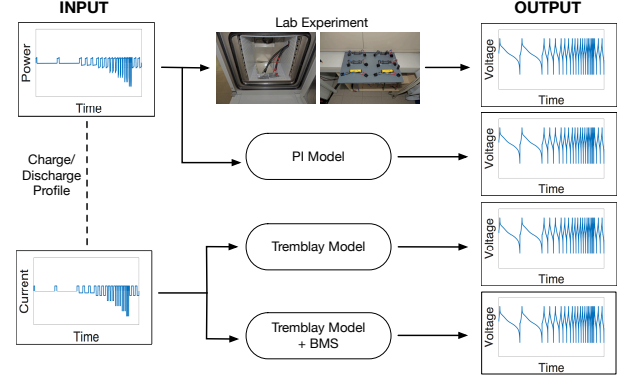 INPUT
Lab Experiment
OUTPUT
Power
Time
Voltage
Time
PI Model
Voltage
Time
Charge/
Discharge
Profile
Current
Time
Tremblay Model
Voltage
Time
Tremblay Model
+ BMS
Voltage
Time